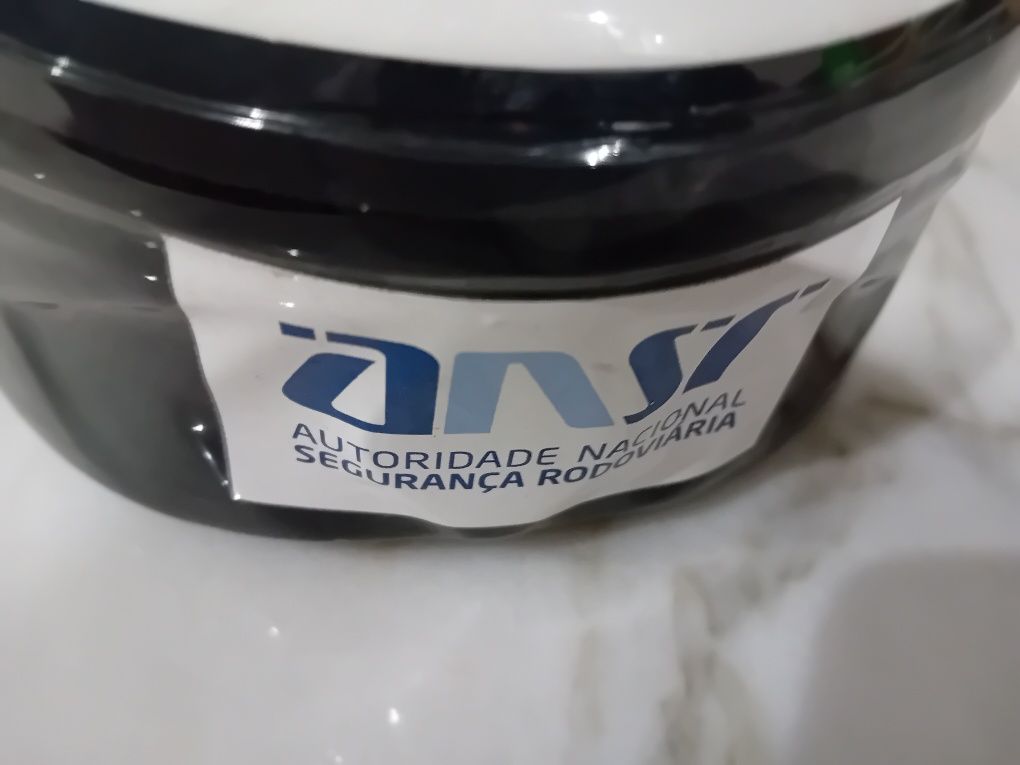 ansr
AUTORIDADE NACIONAL
SEGURANÇA RODOVIÁRIA